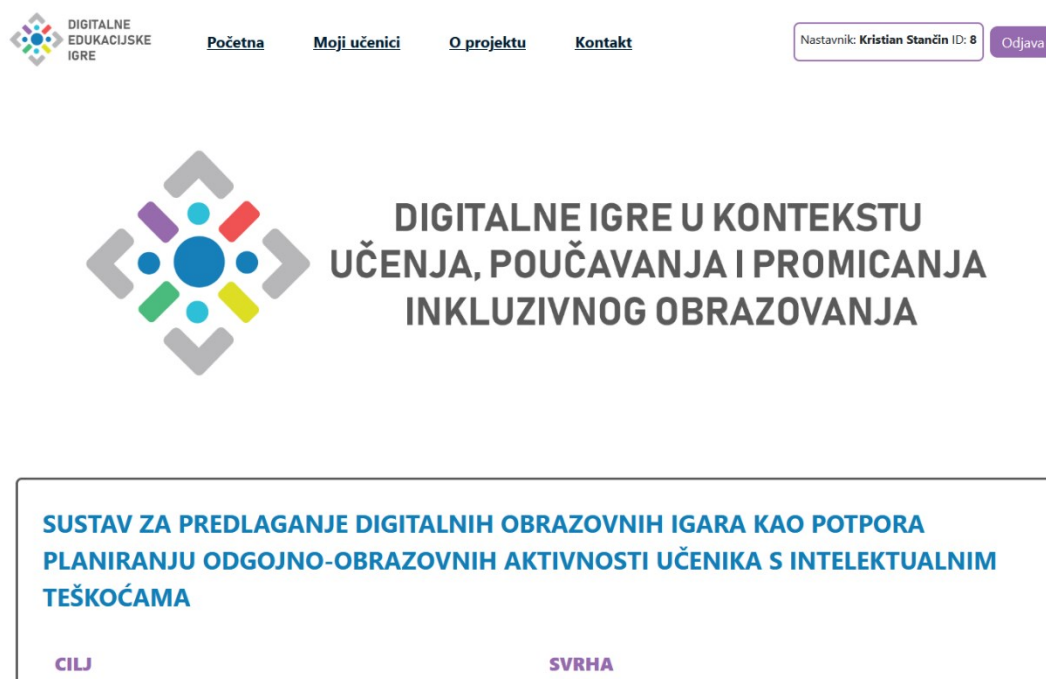 DIGITALNE
EDUKACIJSKE
IGRE
Početna
Moji učenici
O projektu
Kontakt
Nastavnik: Kristian Stančin ID: 8
Odjava
DIGITALNE IGRE U KONTEKSTU
UČENJA, POUČAVANJA I PROMICANJA
INKLUZIVNOG OBRAZOVANJA
SUSTAV ZA PREDLAGANJE DIGITALNIH OBRAZOVNIH IGARA KAO POTPORA
PLANIRANJU ODGOJNO-OBRAZOVNIH AKTIVNOSTI UČENIKA S INTELEKTUALNIM
TEŠKOĆAMA
CILJ
SVRHA